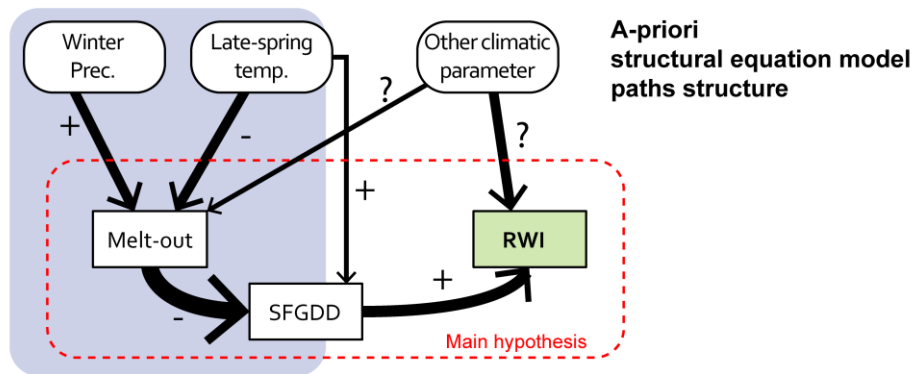 Winter
Prec.
Late-spring
temp.
Other climatic
parameter
A-priori
structural equation model
paths structure
+
-
?
?
+
Melt-out
RWI
-
SFGDD
+
Main hypothesis